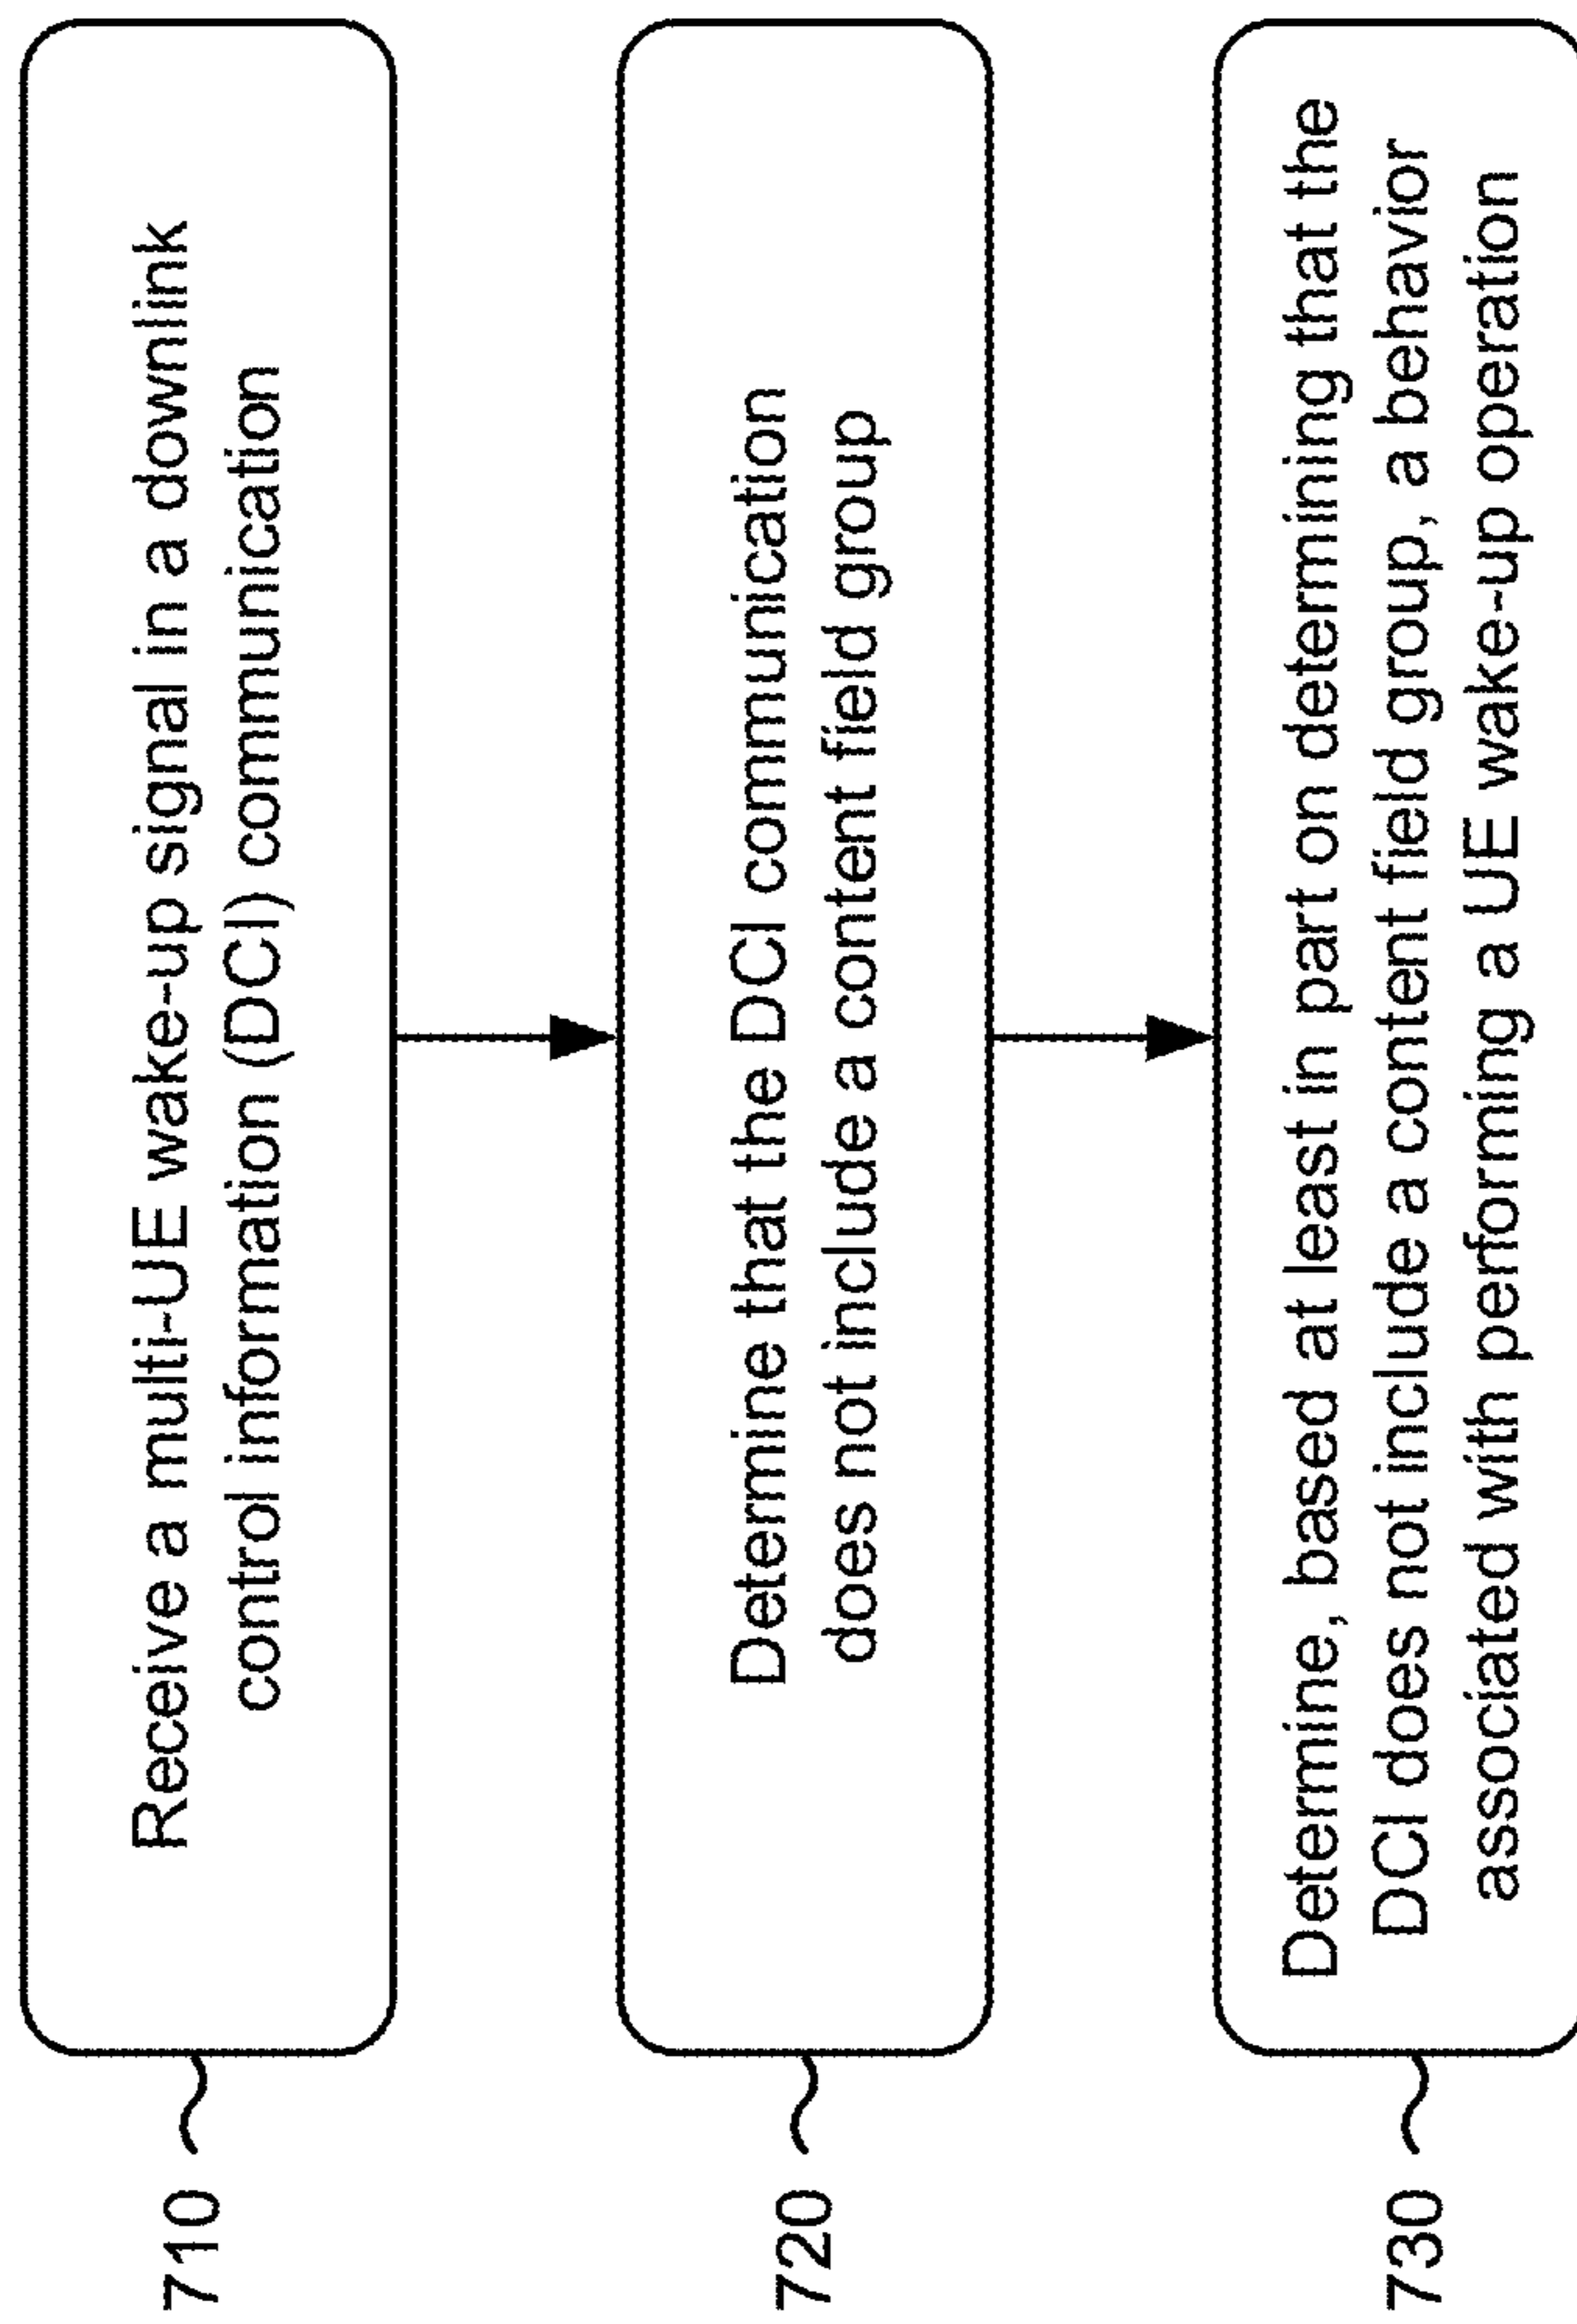 710
Receive a multi-UE wake-up signal in a downlink
control information (DCI) communication
720
Determine that the DCI communication
does not include a content field group
730
Determine, based at least in part on determining that the
DCI does not include a content field group, a behavior
associated with performing a UE wake-up operation